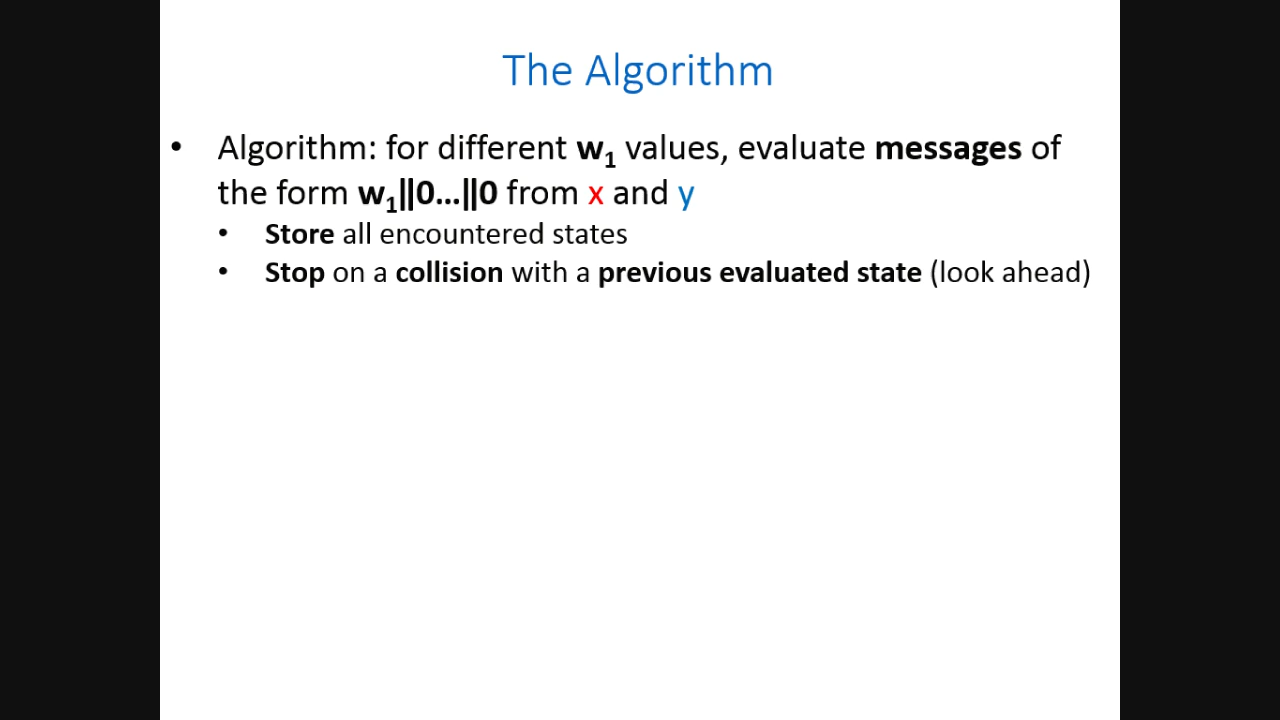 The Algorithm
• Algorithm: for different w₁ values, evaluate messages of
the form w₁||0...||0 from x and y
• Store all encountered states
• Stop on a collision with a previous evaluated state (look ahead)